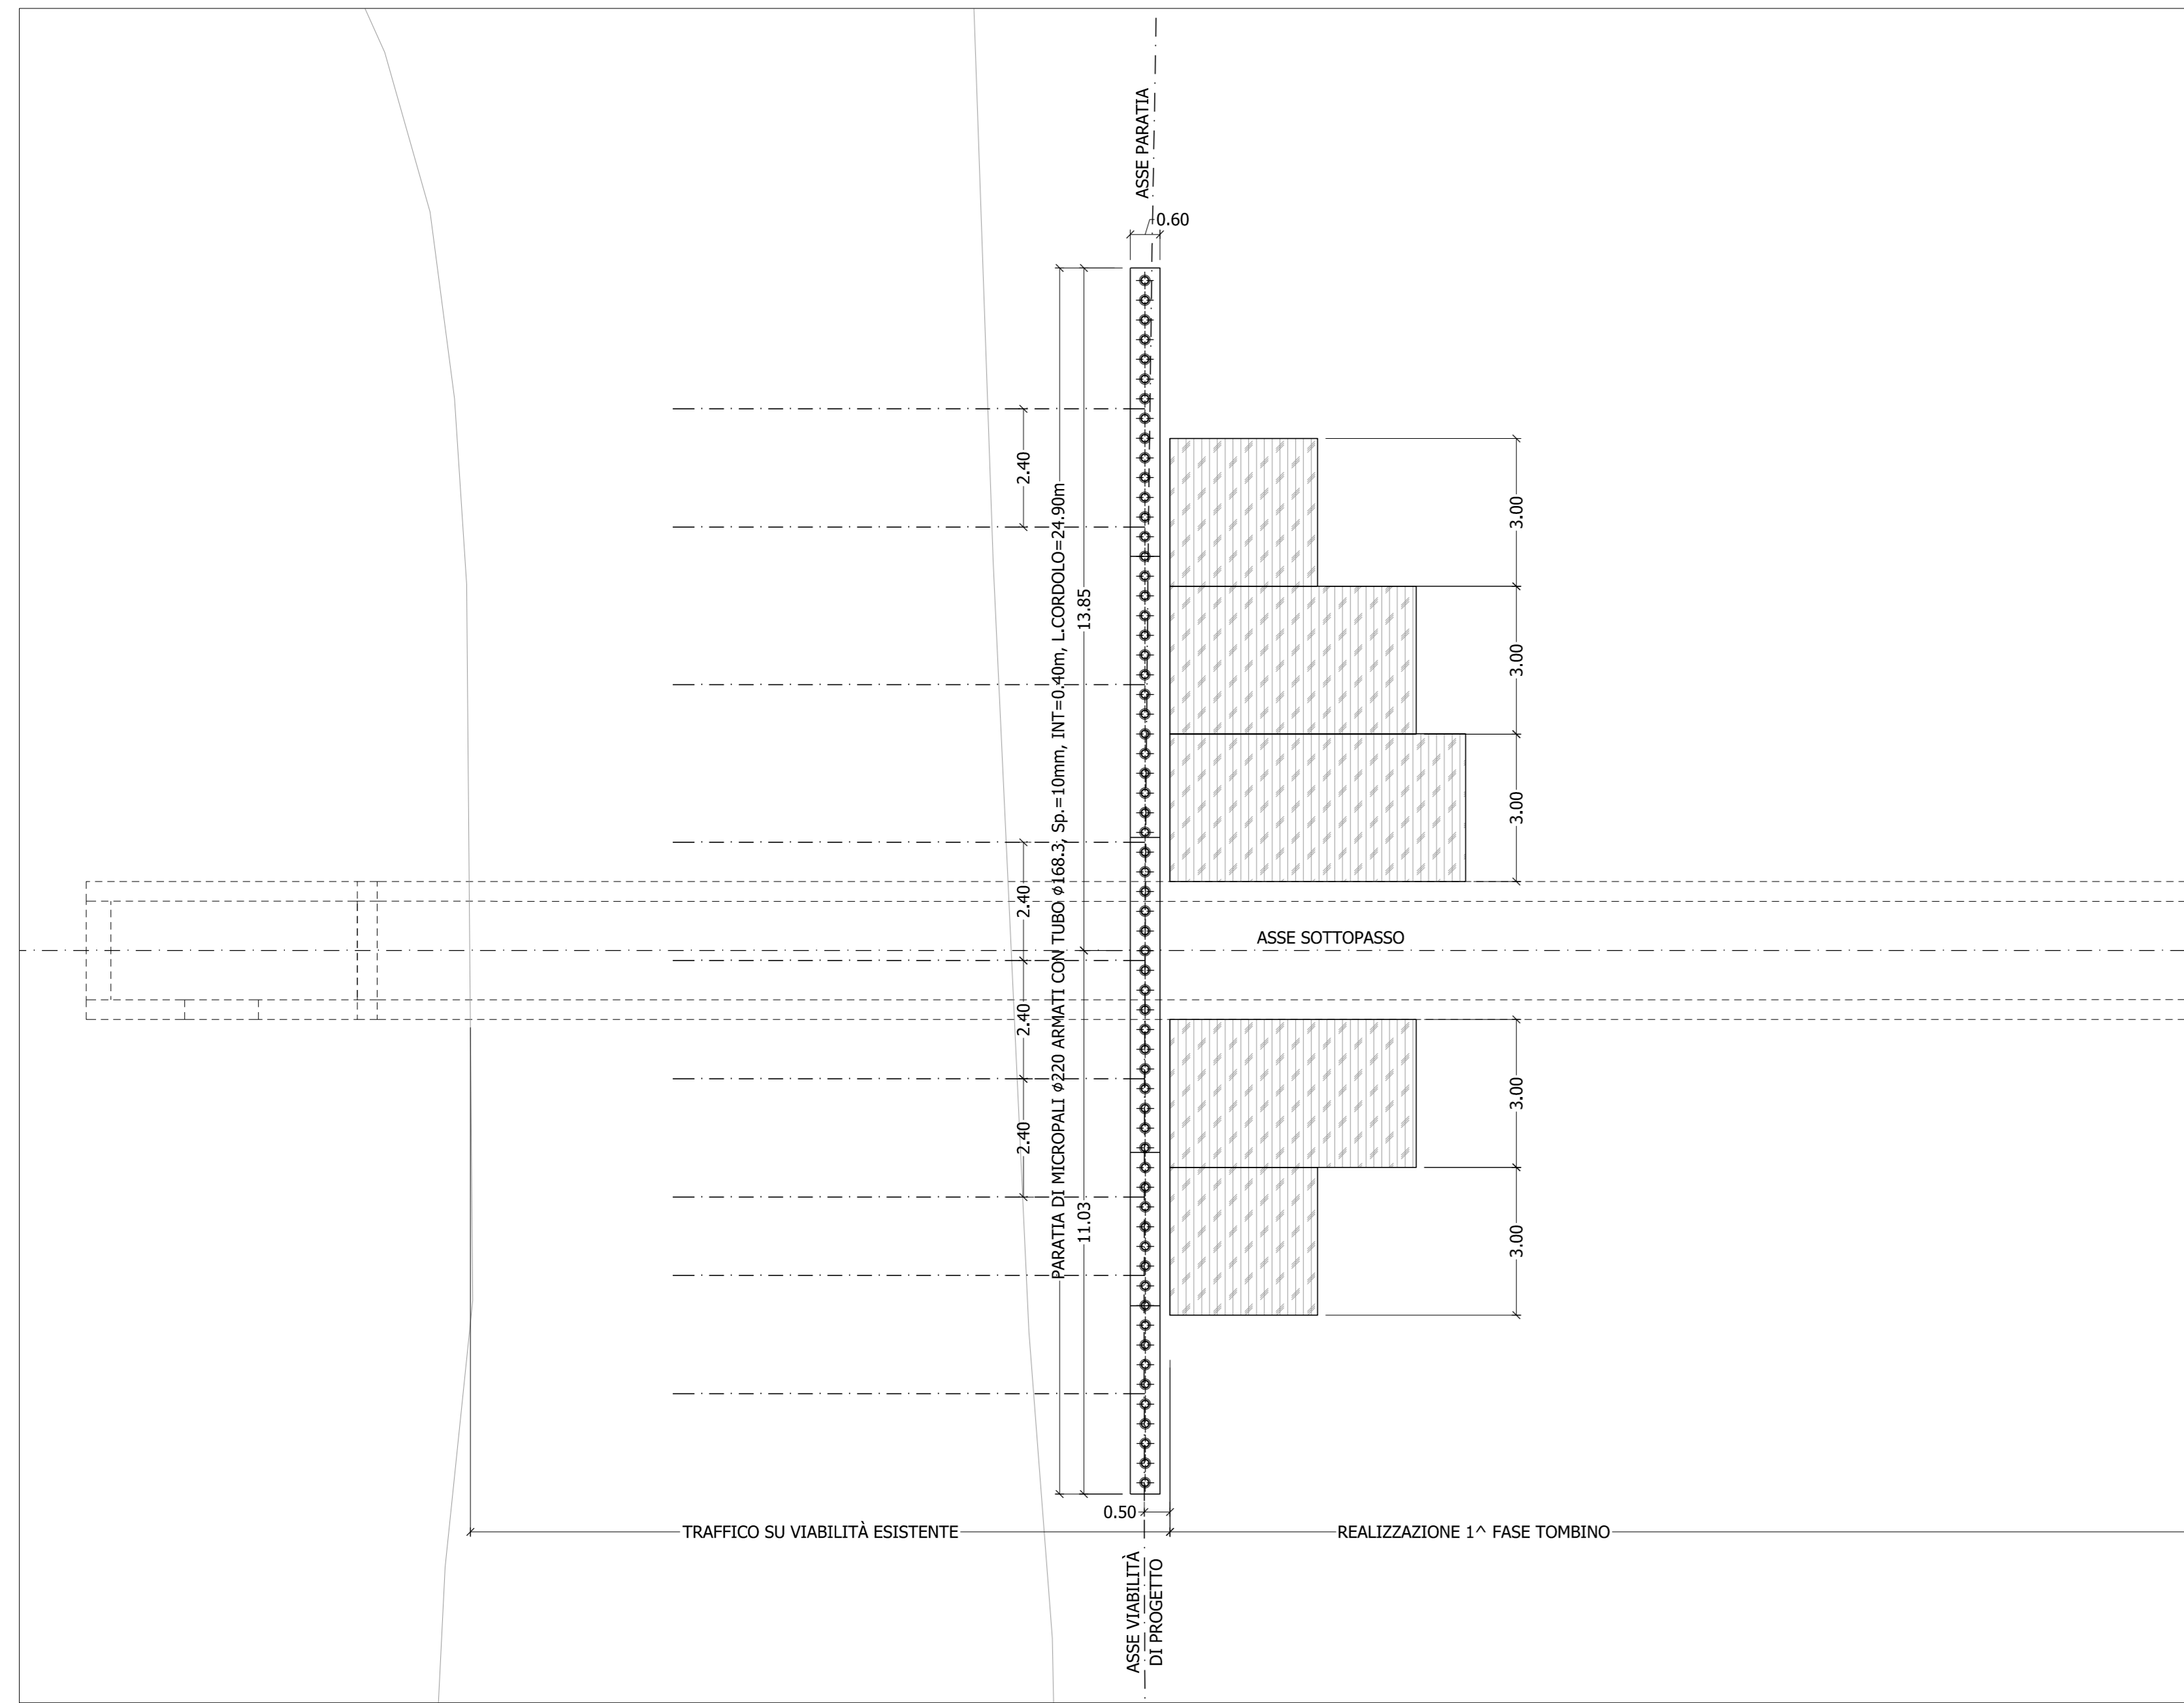 ASSE PARATIA
0.60
2.40
3.00
PARATIA DI MICROPALI ϕ220 ARMATI CON TUBO ϕ168.3, Sp.=10mm, INT=0.40m, L.CORDOLO=24.90m
13.85
3.00
3.00
2.40
ASSE SOTTOPASSO
2.40
3.00
2.40
11.03
3.00
0.50
TRAFFICO SU VIABILITÀ ESISTENTE
REALIZZAZIONE 1^ FASE TOMBINO
ASSE VIABILITÀ
DI PROGETTO